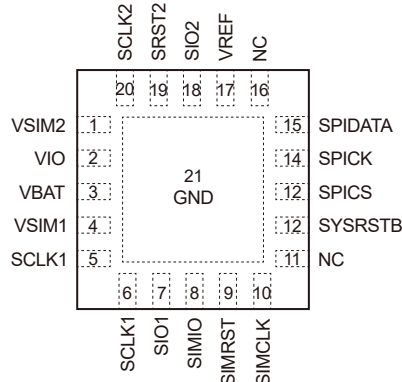 SCLK2 SRST2 SIO2 VREF NC
20 19 18 17 16
VSIM2 1 15 SPIDATA
VIO 2 14 SPICK
VBAT 3 12 SPICS
VSIM1 4 12 SYSRSTB
SCLK1 5 11 NC
21
GND
6 7 8 9 10
SCLK1 SIO1 SIMIO SIMRST SIMCLK